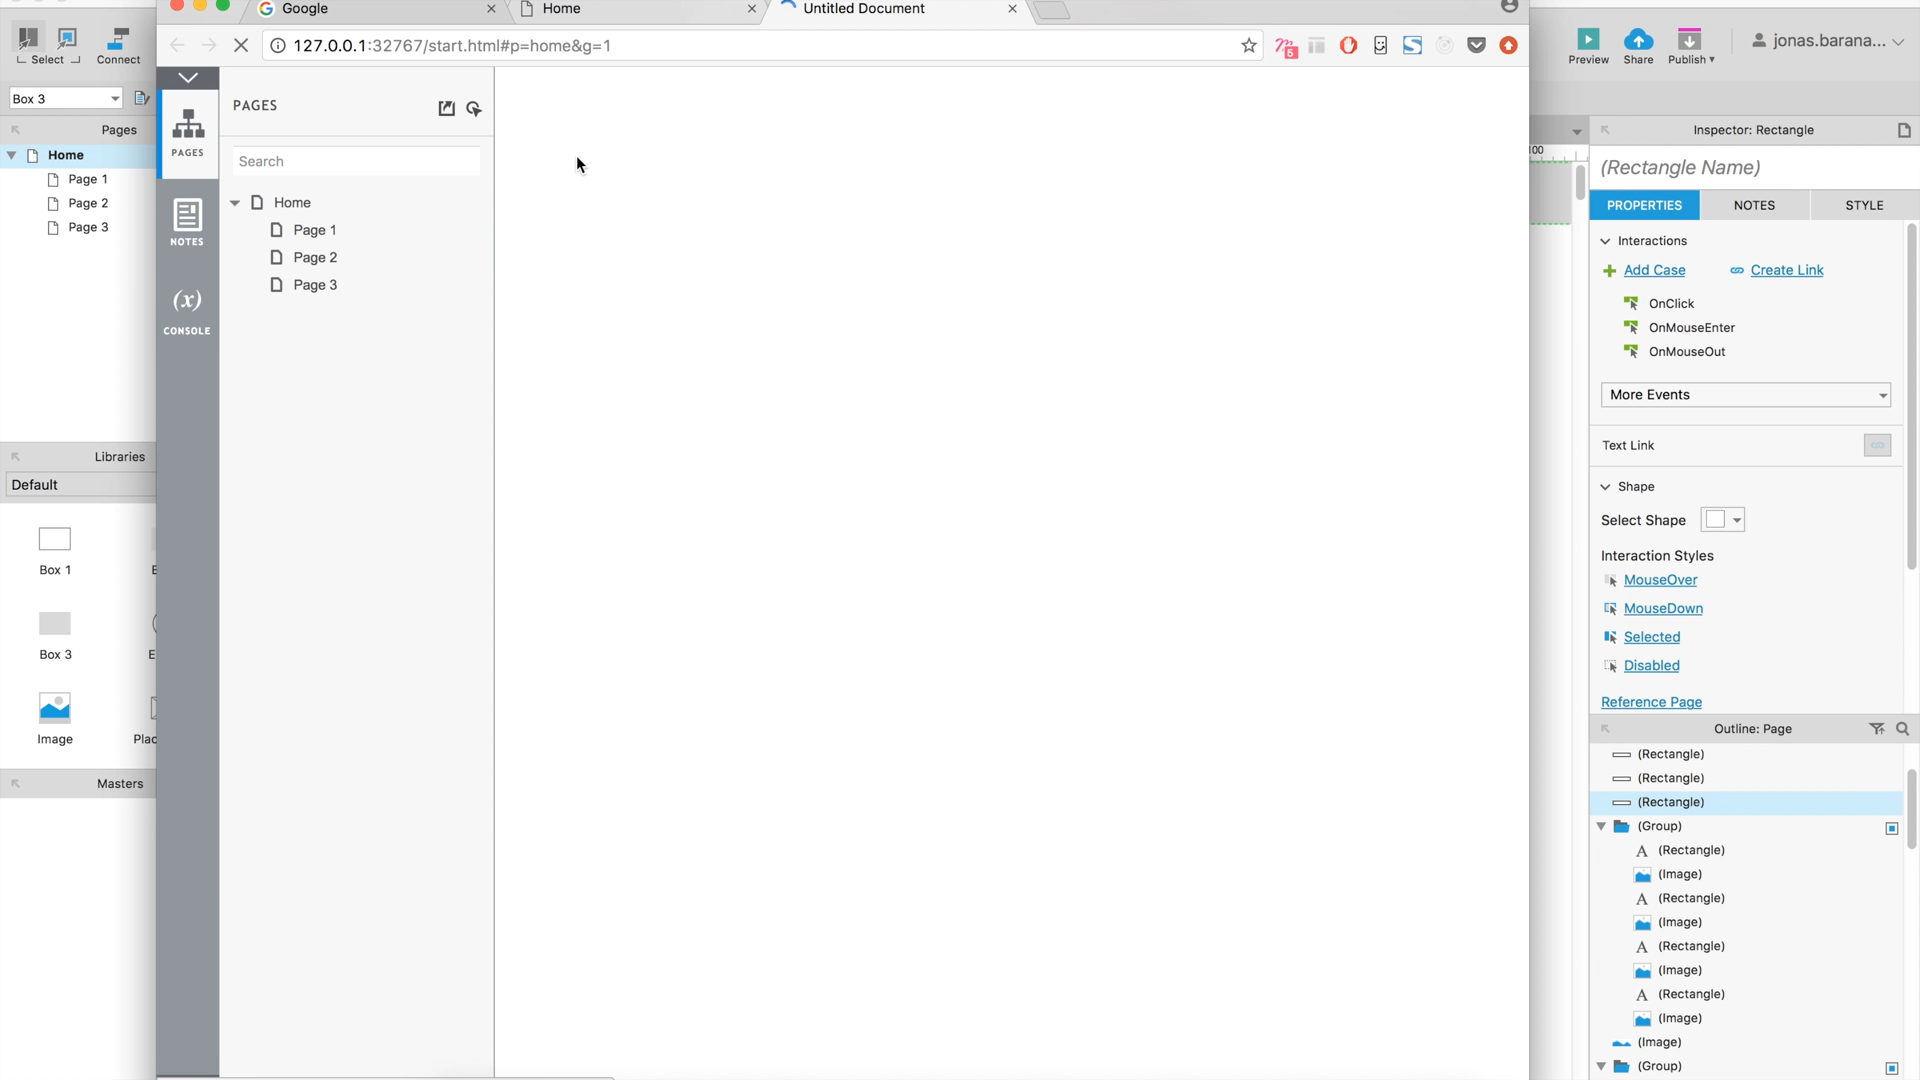 Google
Home
Untitled Document
127.0.0.1:32767/start.html#p=home&g=1
5
Select
Connect
Box 3
Pages
Home
Page 1
Page 2
Page 3
Libraries
Default
Box 1
Box 3
Image
Masters
PAGES
NOTES
(x)
CONSOLE
PAGES
Search
Home
Page 1
Page 2
Page 3
Preview
Share
Publish
jonas.barana...
Inspector: Rectangle
(Rectangle Name)
PROPERTIES
NOTES
STYLE
Interactions
Add Case
Create Link
OnClick
OnMouseEnter
OnMouseOut
More Events
Text Link
Shape
Select Shape
Interaction Styles
MouseOver
MouseDown
Selected
Disabled
Reference Page
Outline: Page
(Rectangle)
(Rectangle)
(Rectangle)
(Group)
A (Rectangle)
(Image)
A (Rectangle)
(Image)
A (Rectangle)
(Image)
A (Rectangle)
(Image)
(Image)
(Group)